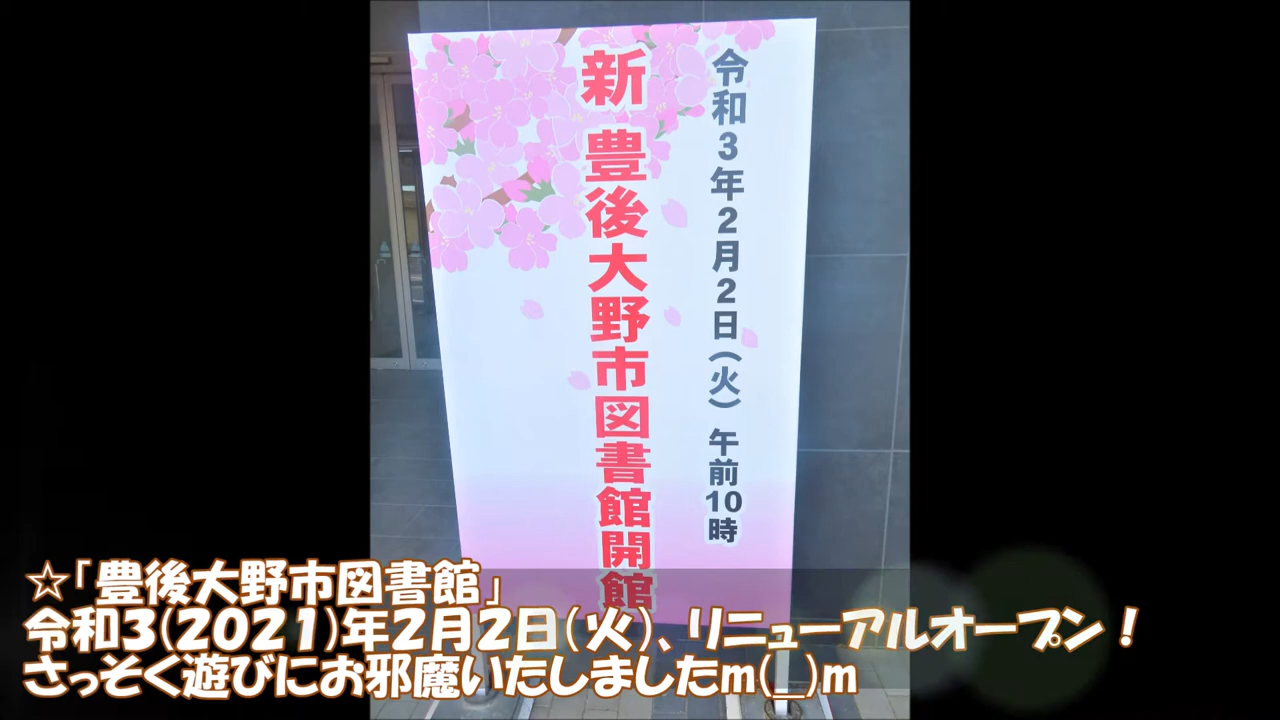 令和3年2月2日(火) 午前10時
新 豊後大野市図書館開館
☆「豊後大野市図書館」
令和3(2021)年2月2日(火)、リニューアルオープン！
さっそく遊びにお邪魔いたしましたm(_)m